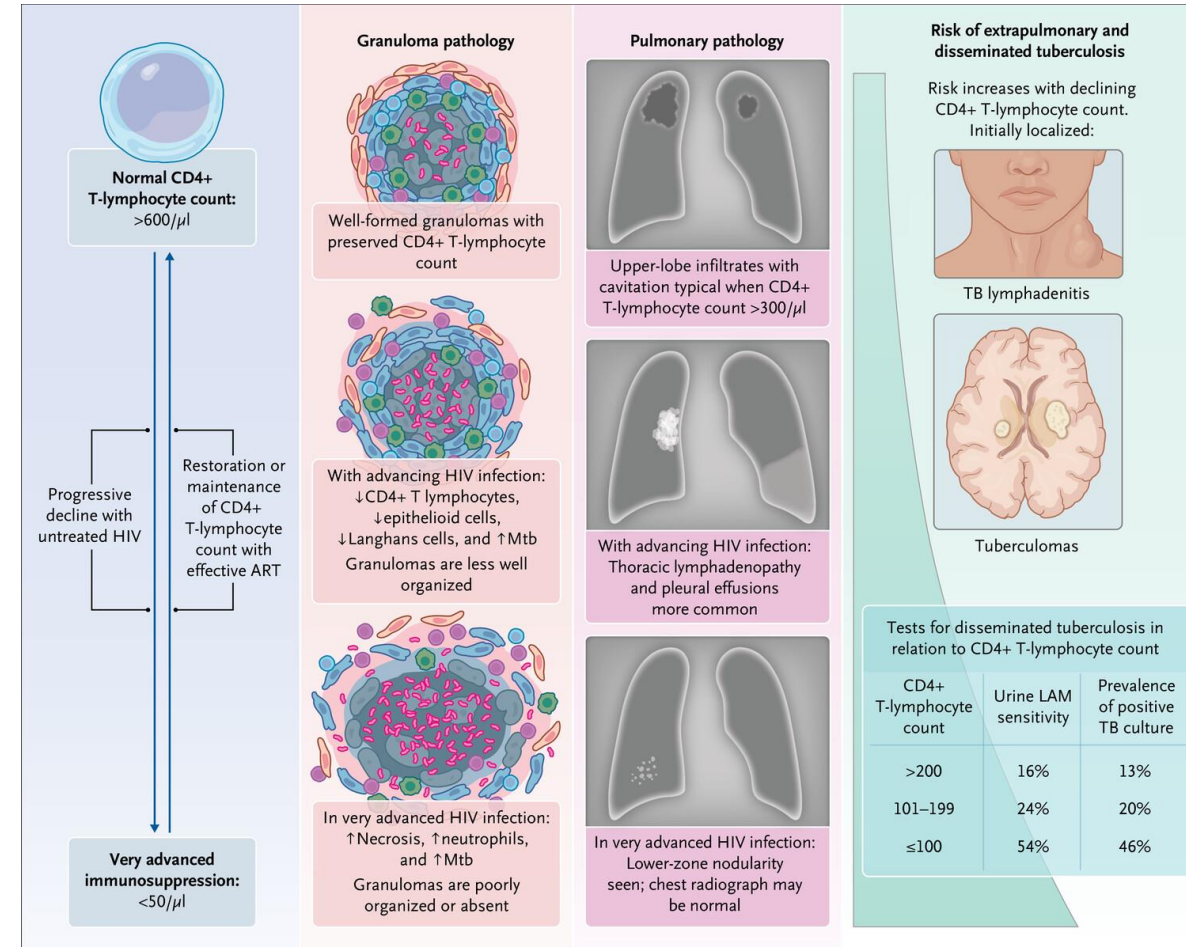 Normal CD4+
T-lymphocyte count:
>600/µl
Progressive
decline with
untreated HIV
Restoration or
maintenance
of CD4+
T-lymphocyte
count with
effective ART
Very advanced
immunosuppression:
<50/µl
Granuloma pathology
Well-formed granulomas with
preserved CD4+ T-lymphocyte
count
With advancing HIV infection:
↓CD4+ T lymphocytes,
↓epithelioid cells,
↓Langhans cells, and ↑Mtb
Granulomas are less well
organized
In very advanced HIV infection:
↑Necrosis, ↑neutrophils,
and ↑Mtb
Granulomas are poorly
organized or absent
Pulmonary pathology
Upper-lobe infiltrates with
cavitation typical when CD4+
T-lymphocyte count >300/µl
With advancing HIV infection:
Thoracic lymphadenopathy
and pleural effusions
more common
In very advanced HIV infection:
Lower-zone nodularity
seen; chest radiograph may
be normal
Risk of extrapulmonary and
disseminated tuberculosis
Risk increases with declining
CD4+ T-lymphocyte count.
Initially localized:
TB lymphadenitis
Tuberculomas
Tests for disseminated tuberculosis in
relation to CD4+ T-lymphocyte count
CD4+
T-lymphocyte
count
Urine LAM
sensitivity
Prevalence
of positive
TB culture
>200 16% 13%
101–199 24% 20%
≤100 54% 46%